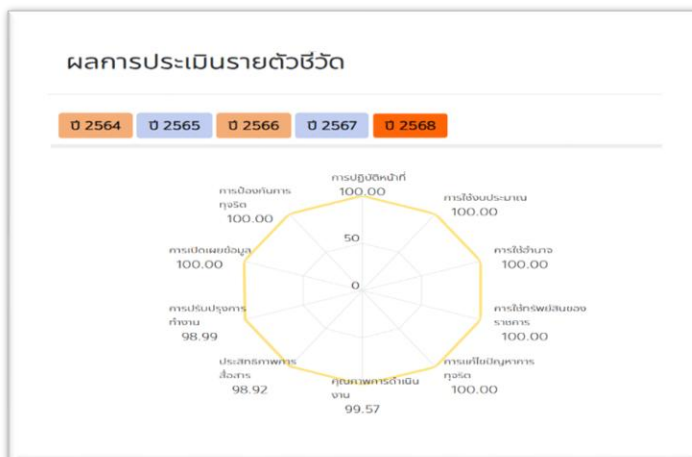 ผลการประเมินรายตัวชี้วัด
ปี 2564 ปี 2565 ปี 2566 ปี 2567 ปี 2568
การปฏิบัติหน้าที่
100.00
การใช้งบประมาณ
100.00
การใช้อำนาจ
100.00
การใช้ทรัพย์สินของ
ราชการ
100.00
การแก้ไขปัญหาการ
ทุจริต
100.00
คุณภาพการดำเนิน
งาน
99.57
ประสิทธิภาพการ
สื่อสาร
98.92
การปรับปรุงการ
ทำงาน
98.99
การเปิดเผยข้อมูล
100.00
การป้องกันการ
ทุจริต
100.00
50
0